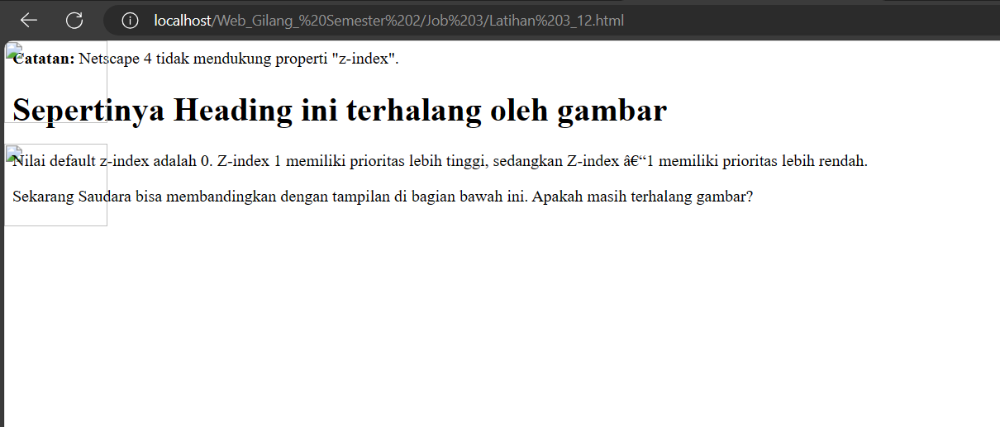 localhost/Web_Gilang_%20Semester%202/Job%203/Latihan%203_12.html
Catatan: Netscape 4 tidak mendukung properti "z-index".
Sepertinya Heading ini terhalang oleh gambar
Nilai default z-index adalah 0. Z-index 1 memiliki prioritas lebih tinggi, sedangkan Z-index â€“1 memiliki prioritas lebih rendah.
Sekarang Saudara bisa membandingkan dengan tampilan di bagian bawah ini. Apakah masih terhalang gambar?